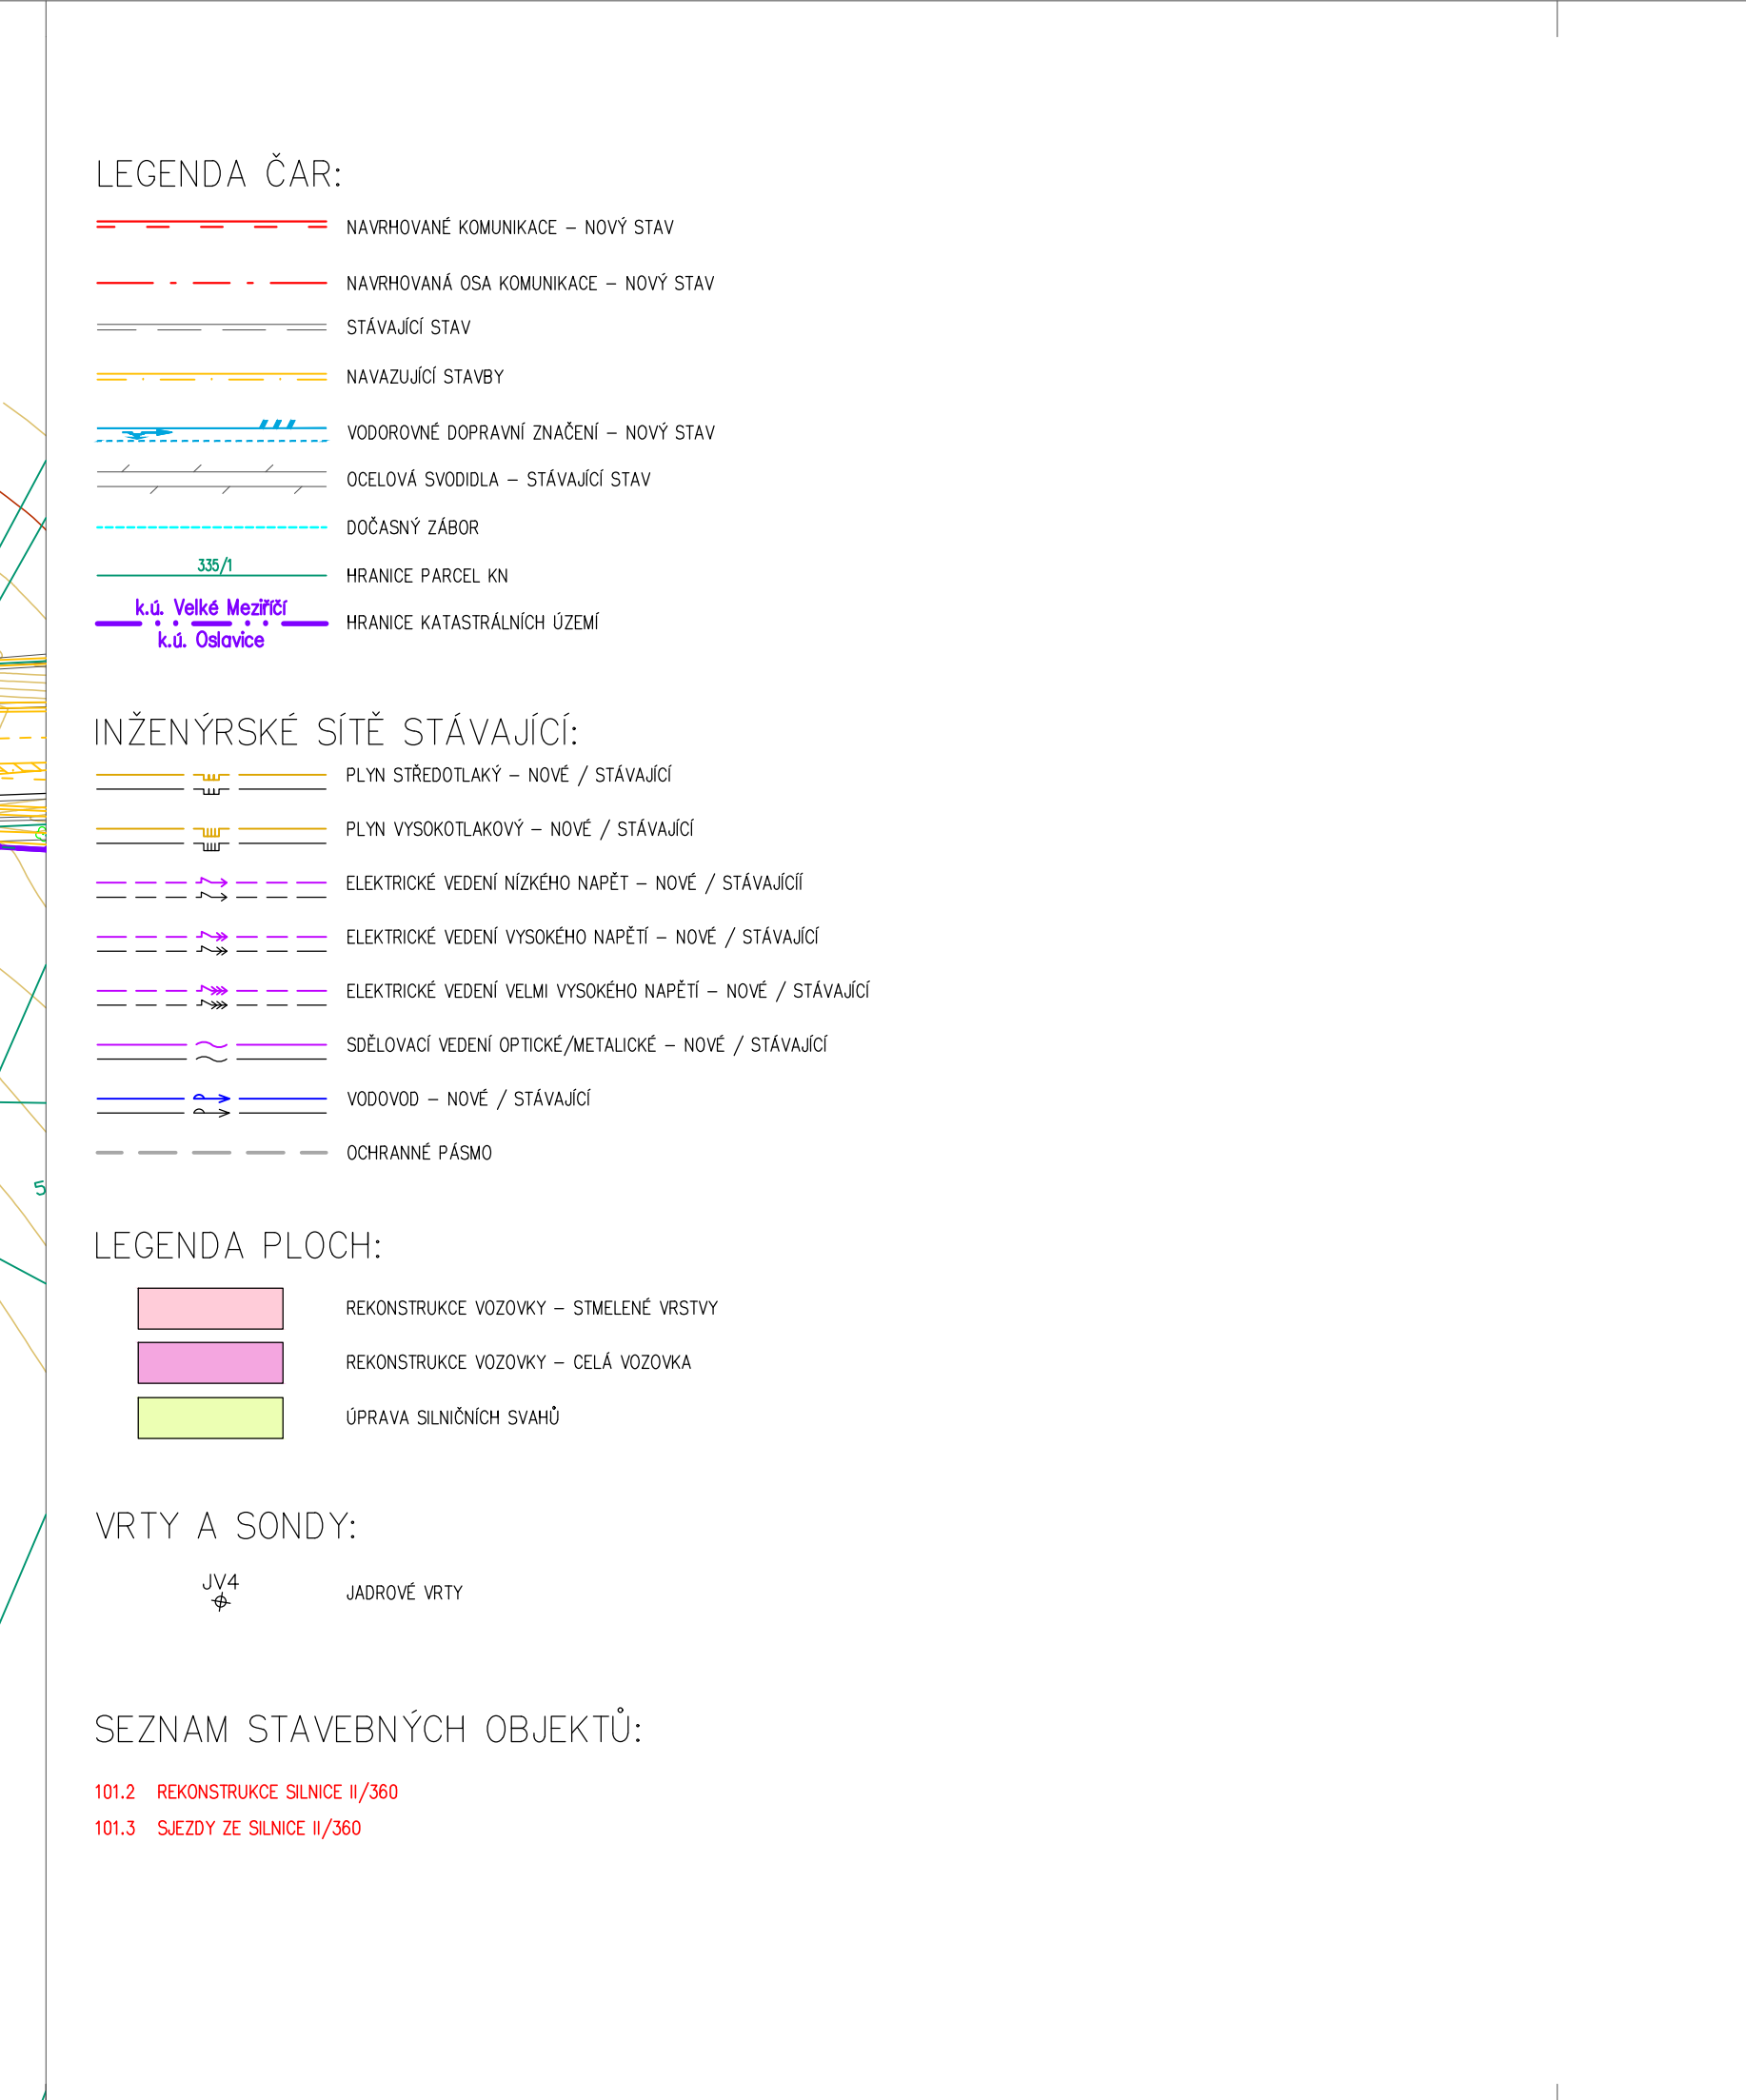 LEGENDA ČAR:
NAVRHOVANÉ KOMUNIKACE – NOVÝ STAV
NAVRHOVANÁ OSA KOMUNIKACE – NOVÝ STAV
STÁVAJÍCÍ STAV
NAVAZUJÍCÍ STAVBY
VODOROVNÉ DOPRAVNÍ ZNAČENÍ – NOVÝ STAV
OCELOVÁ SVODIDLA – STÁVAJÍCÍ STAV
DOČASNÝ ZÁBOR
335/1
HRANICE PARCEL KN
k.ú. Velké Meziříčí
HRANICE KATASTRÁLNÍCH ÚZEMÍ
k.ú. Oslavice
INŽENÝRSKÉ SÍTĚ STÁVAJÍCÍ:
PLYN STŘEDOTLAKÝ – NOVÉ / STÁVAJÍCÍ
PLYN VYSOKOTLAKOVÝ – NOVÉ / STÁVAJÍCÍ
ELEKTRICKÉ VEDENÍ NÍZKÉHO NAPĚT – NOVÉ / STÁVAJÍCÍÍ
ELEKTRICKÉ VEDENÍ VYSOKÉHO NAPĚTÍ – NOVÉ / STÁVAJÍCÍ
ELEKTRICKÉ VEDENÍ VELMI VYSOKÉHO NAPĚTÍ – NOVÉ / STÁVAJÍCÍ
SDĚLOVACÍ VEDENÍ OPTICKÉ/METALICKÉ – NOVÉ / STÁVAJÍCÍ
VODOVOD – NOVÉ / STÁVAJÍCÍ
OCHRANNÉ PÁSMO
5
LEGENDA PLOCH:
REKONSTRUKCE VOZOVKY – STMELENÉ VRSTVY
REKONSTRUKCE VOZOVKY – CELÁ VOZOVKA
ÚPRAVA SILNIČNÍCH SVAHŮ
VRTY A SONDY:
JV4
JADROVÉ VRTY
SEZNAM STAVEBNÝCH OBJEKTŮ:
101.2 REKONSTRUKCE SILNICE II/360
101.3 SJEZDY ZE SILNICE II/360